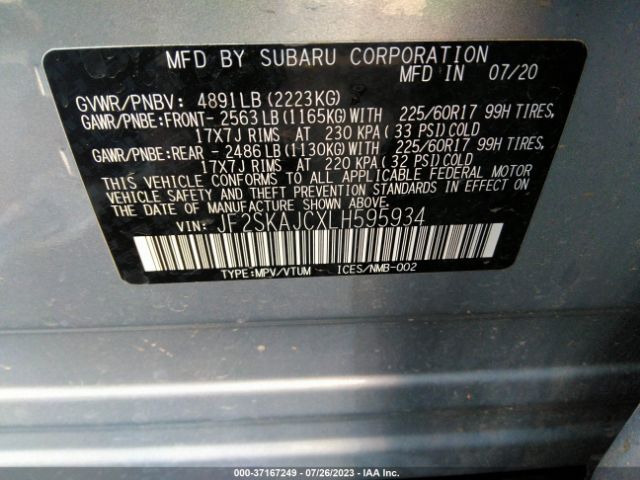 MFD BY SUBARU CORPORATION
MFD IN 07/20
GVWR/PNBV: 4891LB (2223KG)
GAWR/PNBE:FRONT-2563LB (1165KG) WITH 225/60R17 99H TIRES,
17X7J RIMS AT 230 KPA (33 PSI) COLD
GAWR/PNBE:REAR -2486LB (1130KG) WITH 225/60R17 99H TIRES,
17X7J RIMS AT 220 KPA (32 PSI) COLD
THIS VEHICLE CONFORMS TO ALL APPLICABLE FEDERAL MOTOR
VEHICLE SAFETY AND THEFT PREVENTION STANDARDS IN EFFECT
ON THE DATE OF MANUFACTURE SHOWN ABOVE.
VIN: JF2SKAJCXLH595934
TYPE:MPV/VTUM ICES/NMB-002
000-37167249 | 07/26/2023 - IAA Inc.